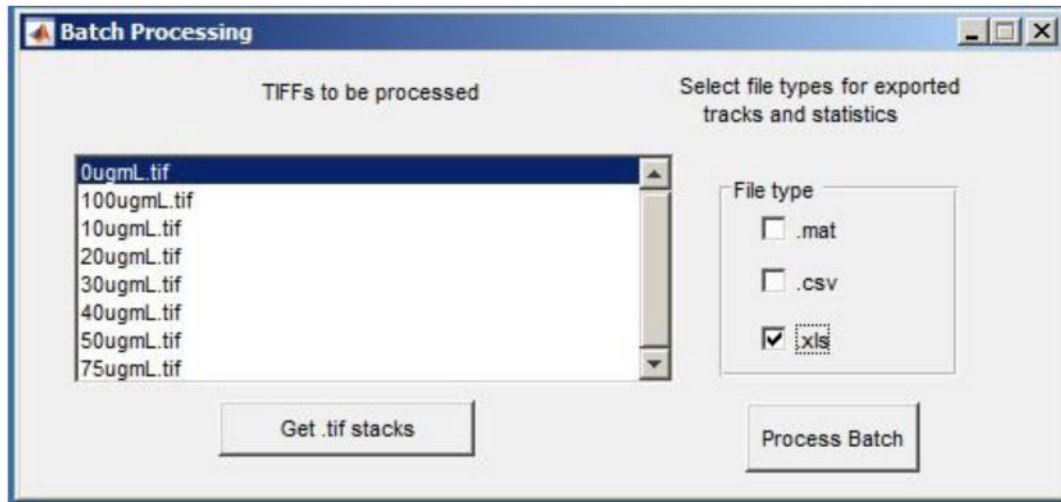 Batch Processing
TIFFs to be processed
Select file types for exported
tracks and statistics
0ugmL.tif
100ugmL.tif
10ugmL.tif
20ugmL.tif
30ugmL.tif
40ugmL.tif
50ugmL.tif
75ugmL.tif
File type
.mat
.csv
.xls
Get .tif stacks
Process Batch